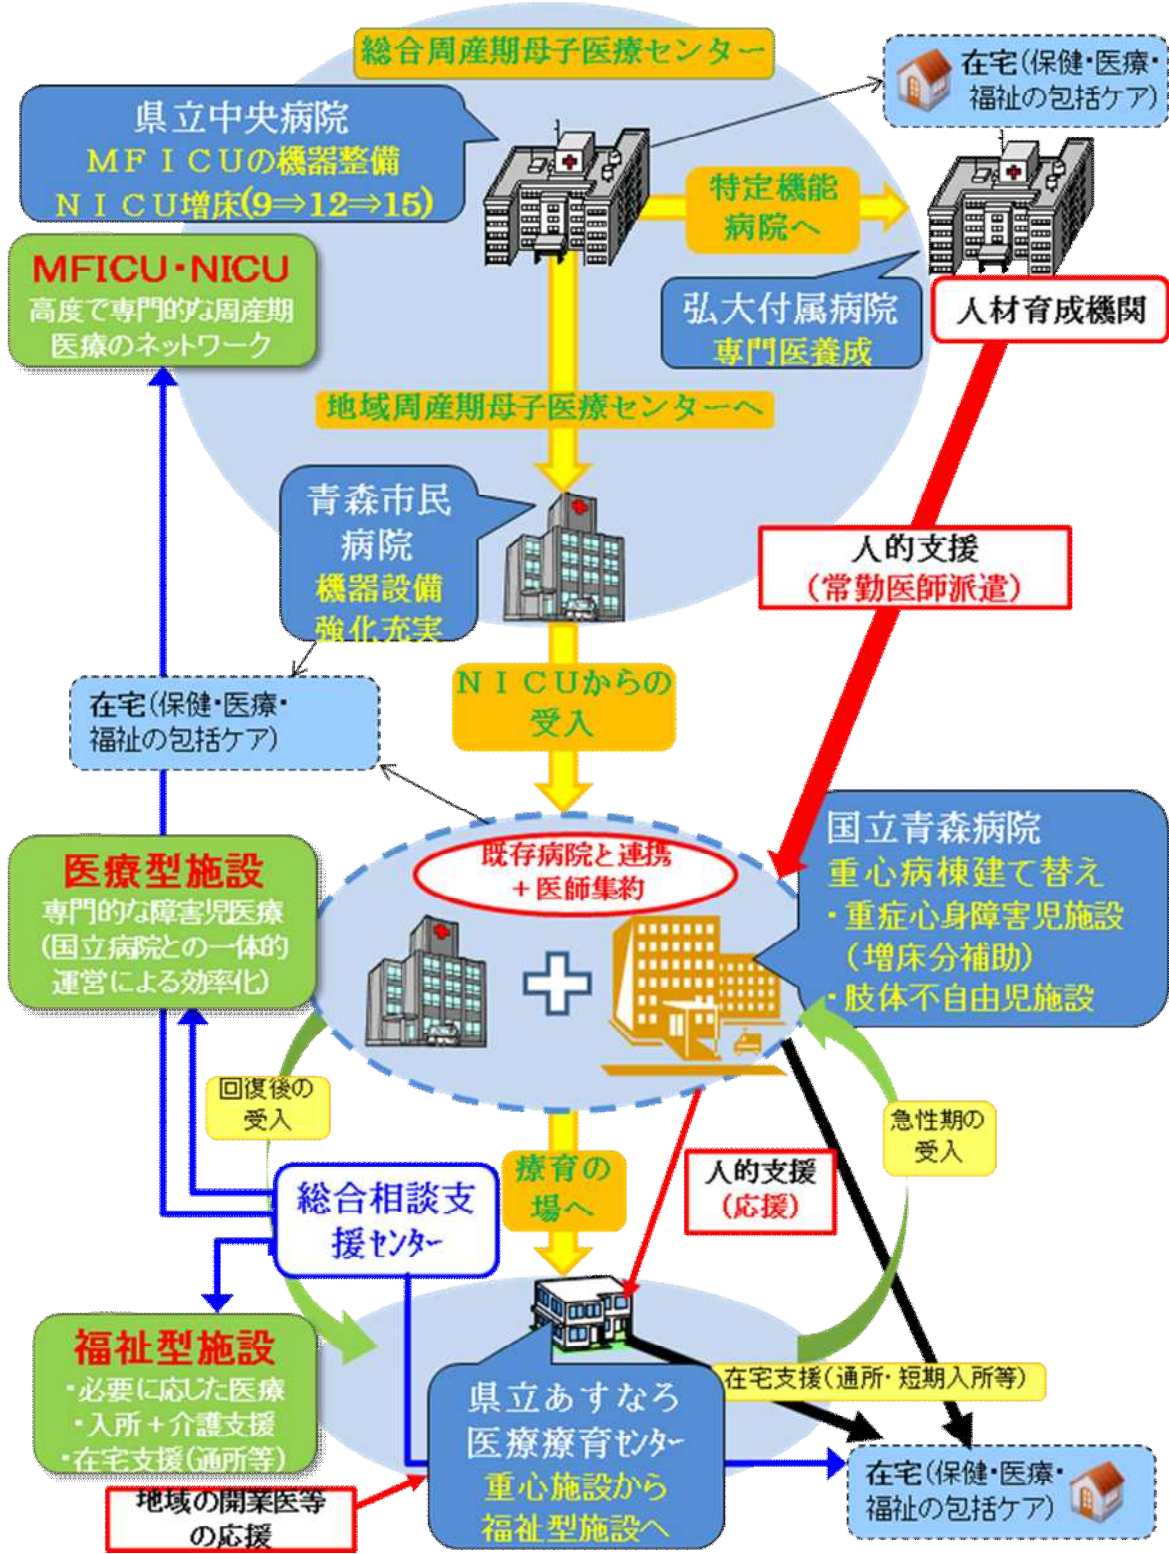 総合周産期母子医療センター
在宅(保健・医療・
福祉の包括ケア)
県立中央病院
ＭＦＩＣＵの機器整備
ＮＩＣＵ増床(9⇒12⇒15)
特定機能
病院へ
MFICU・NICU
高度で専門的な周産期
医療のネットワーク
弘大付属病院
専門医養成
人材育成機関
地域周産期母子医療センターへ
青森市民
病院
機器設備
強化充実
人的支援
(常勤医師派遣)
ＮＩＣＵからの
受入
在宅(保健・医療・
福祉の包括ケア)
既存病院と連携
＋医師集約
国立青森病院
重心病棟建て替え
・重症心身障害児施設
(増床分補助)
・肢体不自由児施設
医療型施設
専門的な障害児医療
(国立病院との一体的
運営による効率化)
回復後の
受入
急性期の
受入
療育の
場へ
人的支援
(応援)
総合相談支
援センター
福祉型施設
・必要に応じた医療
・入所＋介護支援
・在宅支援(通所等)
在宅支援(通所・短期入所等)
県立あすなろ
医療療育センター
重心施設から
福祉型施設へ
在宅(保健・医療・
福祉の包括ケア)
地域の開業医等
の応援